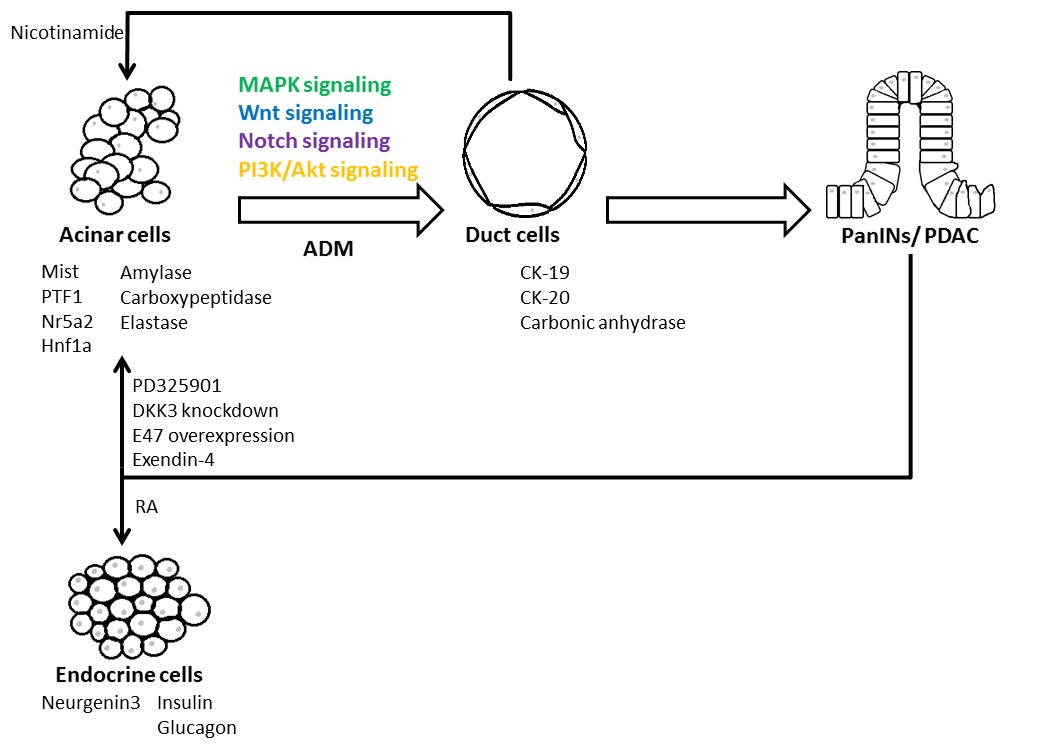 Nicotinamide
MAPK signaling
Wnt signaling
Notch signaling
PI3K/Akt signaling
Acinar cells
ADM
Duct cells
PanINs/ PDAC
Mist
PTF1
Nr5a2
Hnf1a
Amylase
Carboxypeptidase
Elastase
CK-19
CK-20
Carbonic anhydrase
PD325901
DKK3 knockdown
E47 overexpression
Exendin-4
RA
Endocrine cells
Neurgenin3
Insulin
Glucagon